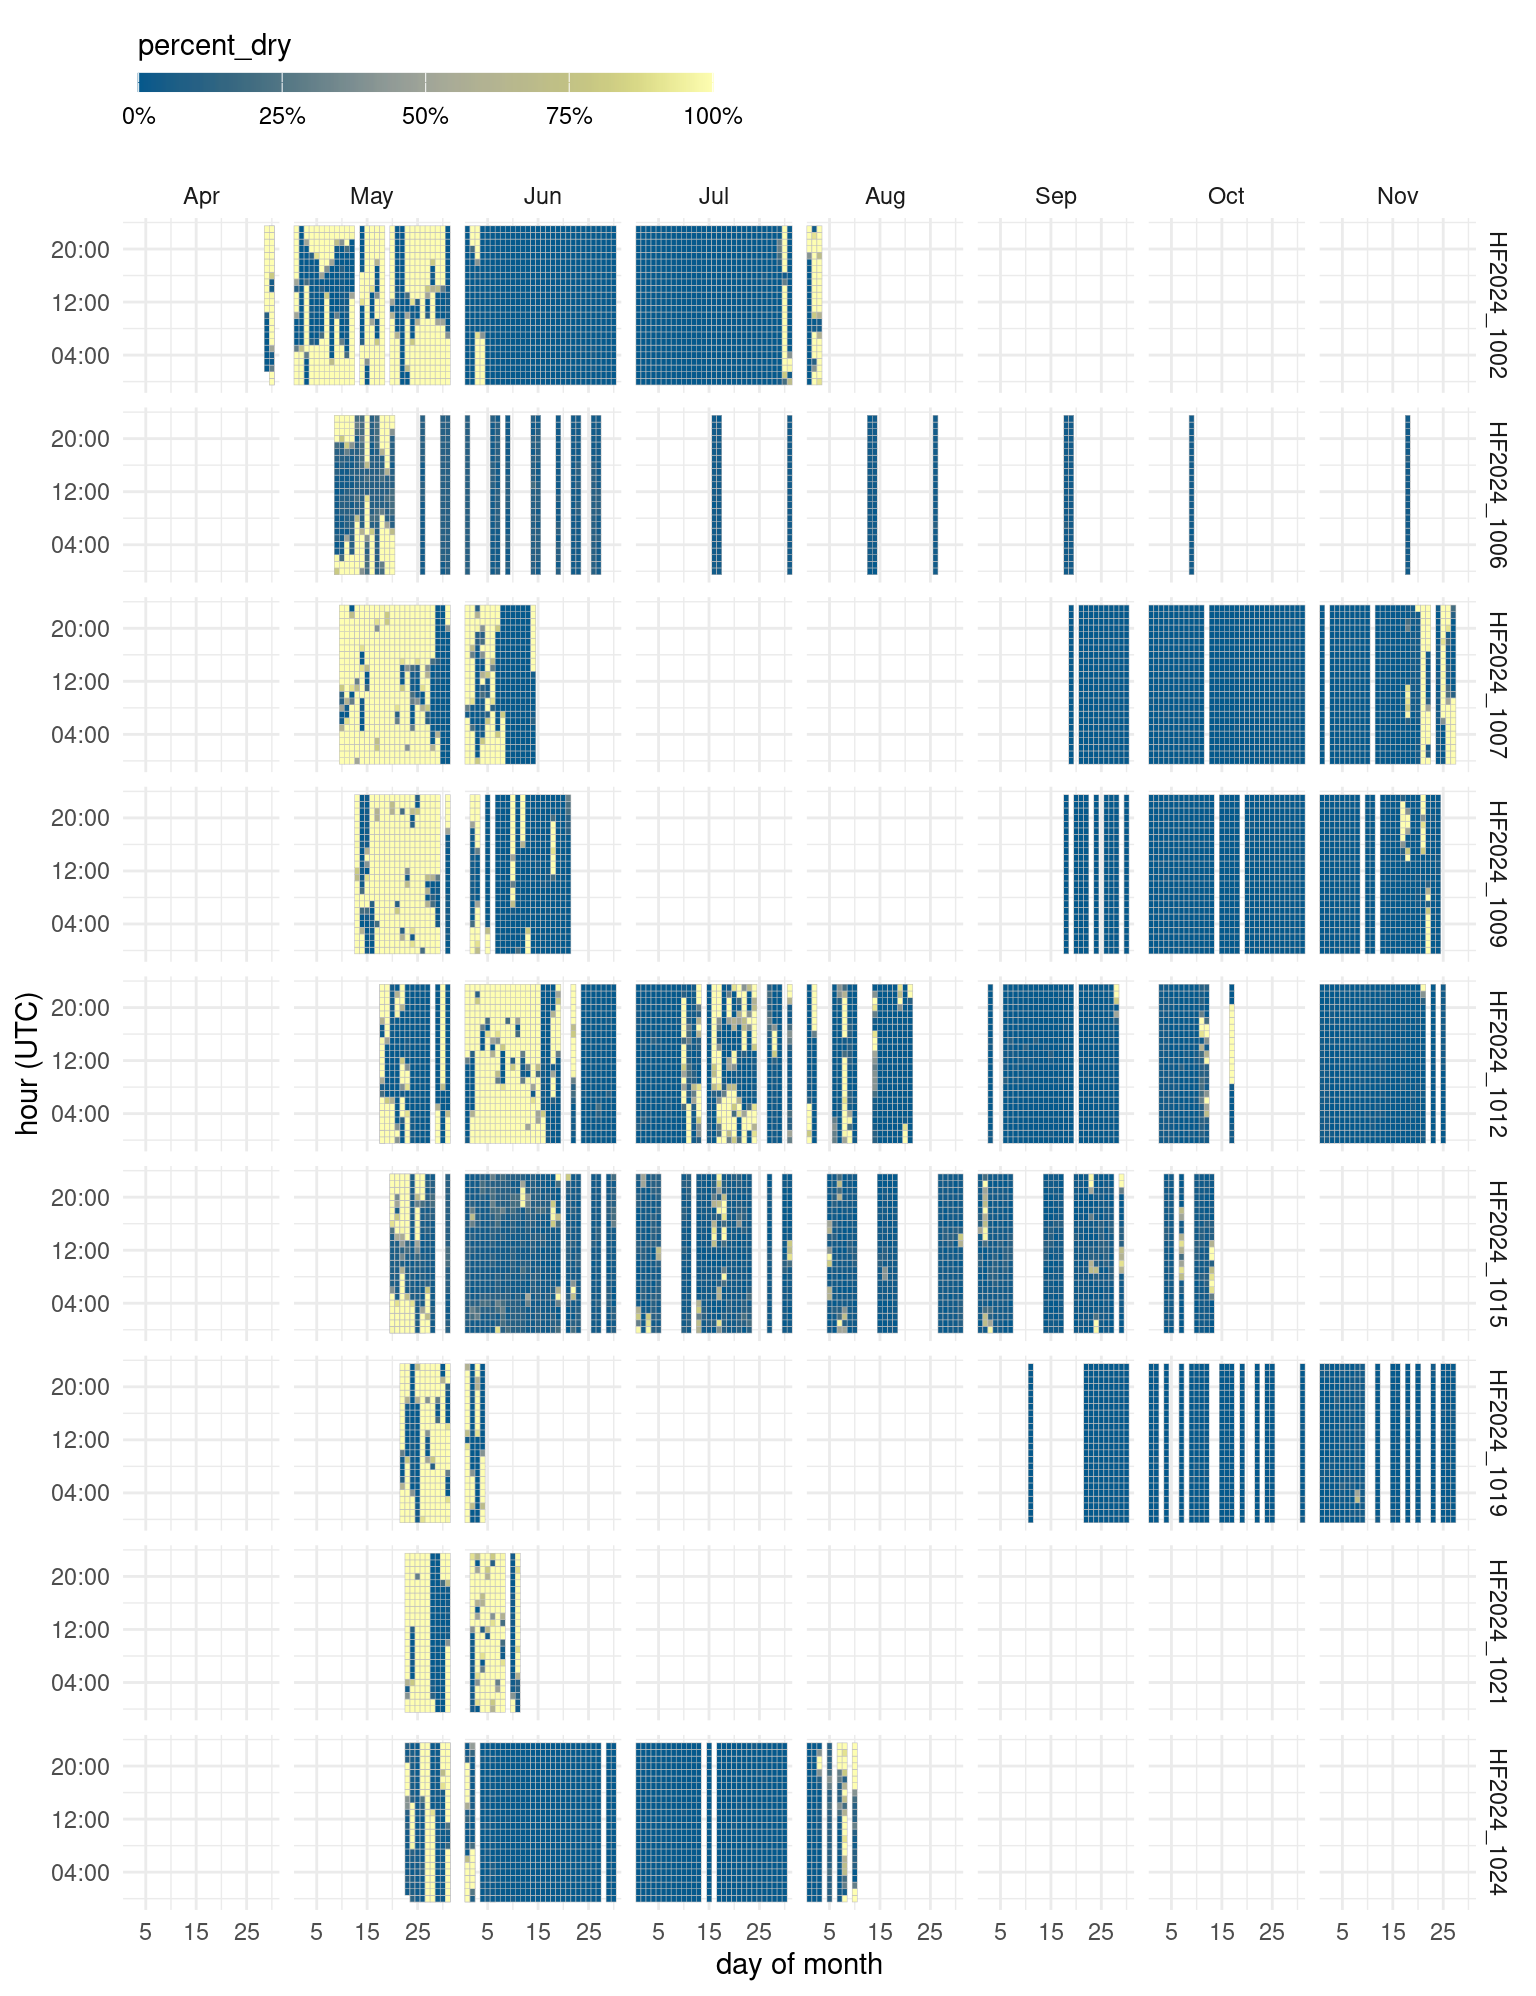 percent_dry
0% 25% 50% 75% 100%
Apr May Jun Jul Aug Sep Oct Nov
20:00
12:00
04:00
HF2024_1002
20:00
12:00
04:00
HF2024_1006
20:00
12:00
04:00
HF2024_1007
20:00
12:00
04:00
HF2024_1009
20:00
12:00
04:00
HF2024_1012
20:00
12:00
04:00
HF2024_1015
20:00
12:00
04:00
HF2024_1019
20:00
12:00
04:00
HF2024_1021
20:00
12:00
04:00
HF2024_1024
hour (UTC)
5 15 25 5 15 25 5 15 25 5 15 25 5 15 25 5 15 25 5 15 25 5 15 25
day of month